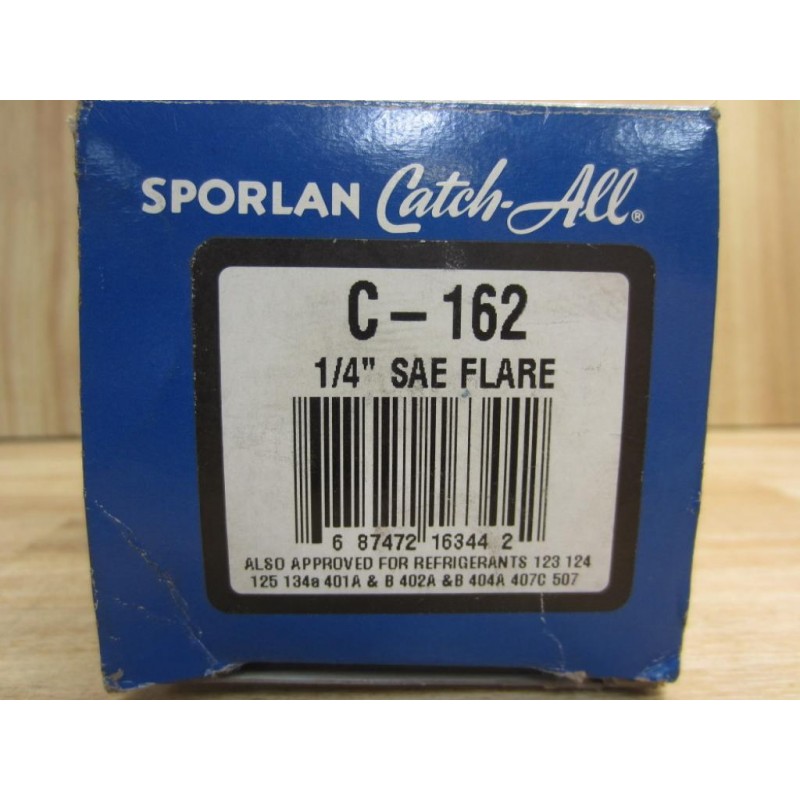 SPORLAN Catch-All®
C-162
1/4" SAE FLARE
6 87472 16344 2
ALSO APPROVED FOR REFRIGERANTS 123 124
125 134a 401A & B 402A &B 404A 407C 507